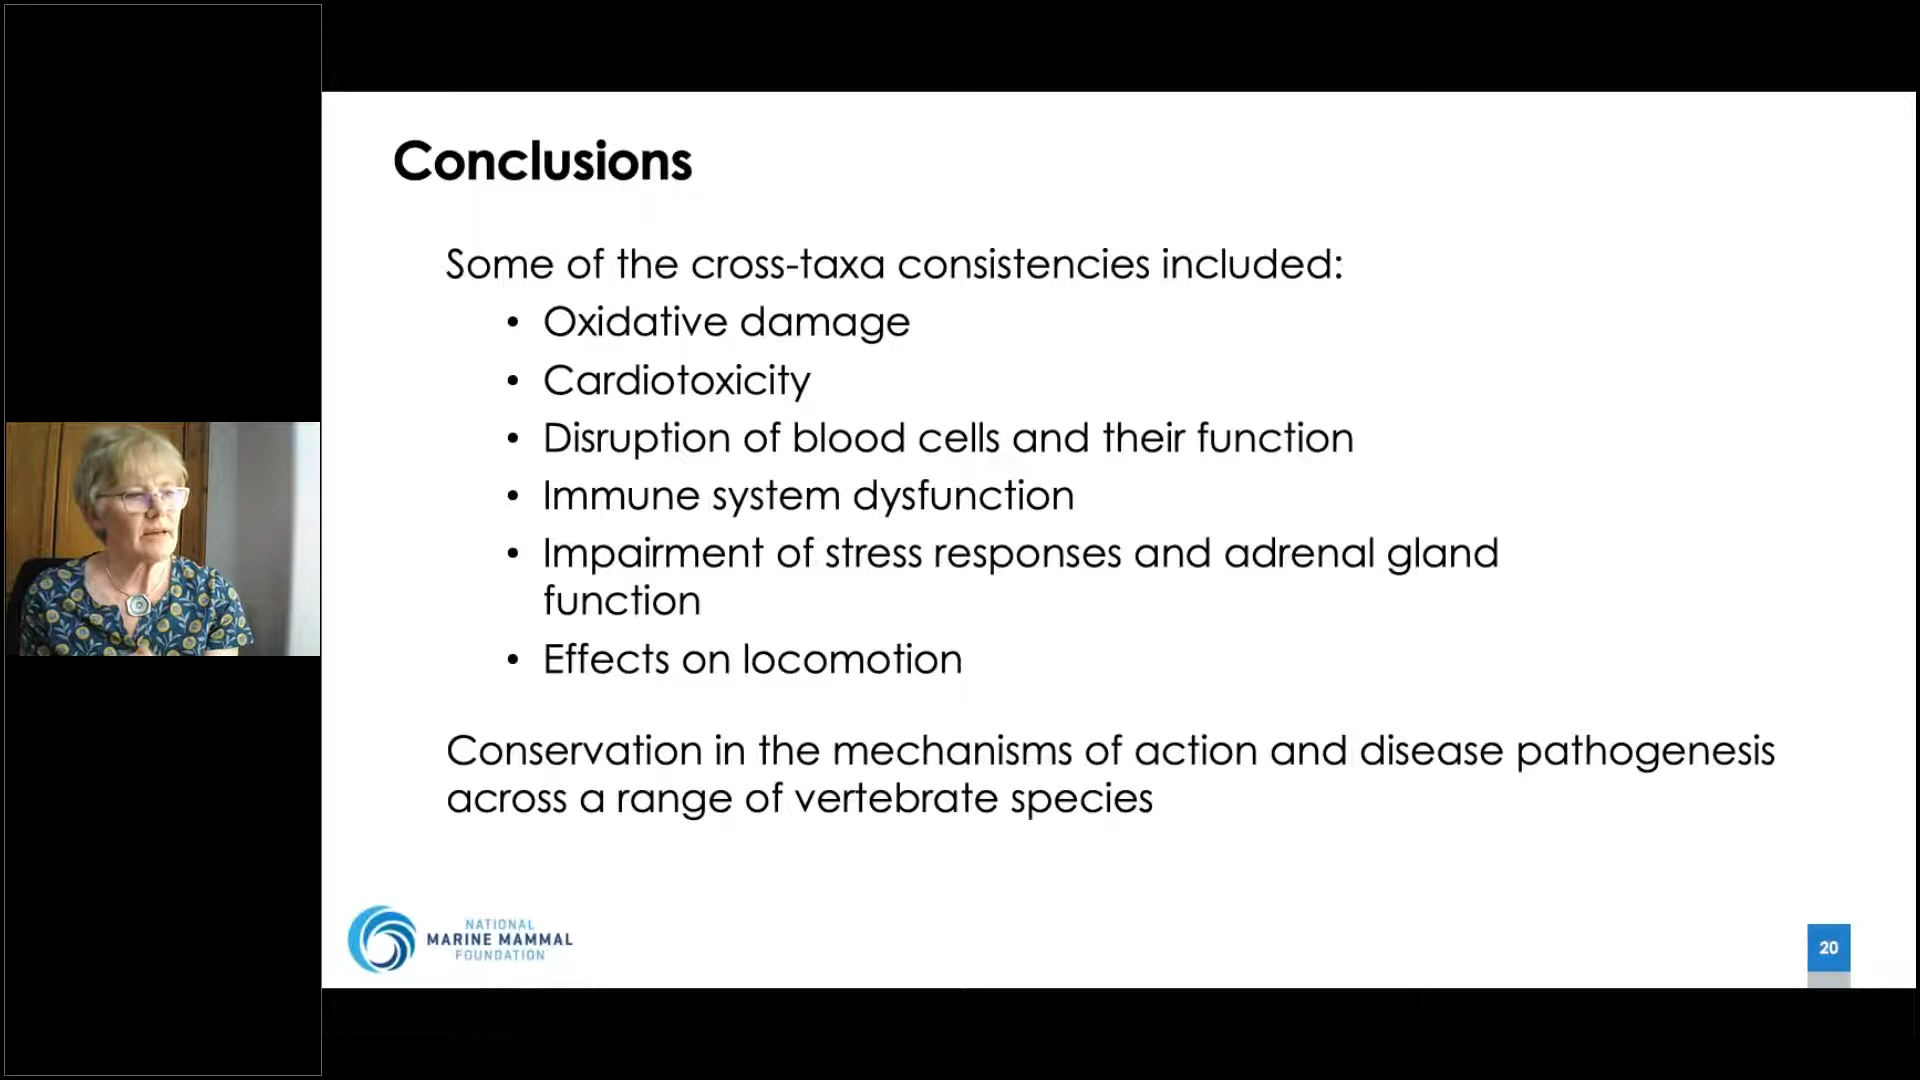 Conclusions
Some of the cross-taxa consistencies included:
• Oxidative damage
• Cardiotoxicity
• Disruption of blood cells and their function
• Immune system dysfunction
• Impairment of stress responses and adrenal gland
function
• Effects on locomotion
Conservation in the mechanisms of action and disease pathogenesis
across a range of vertebrate species
NATIONAL
MARINE MAMMAL
FOUNDATION
20